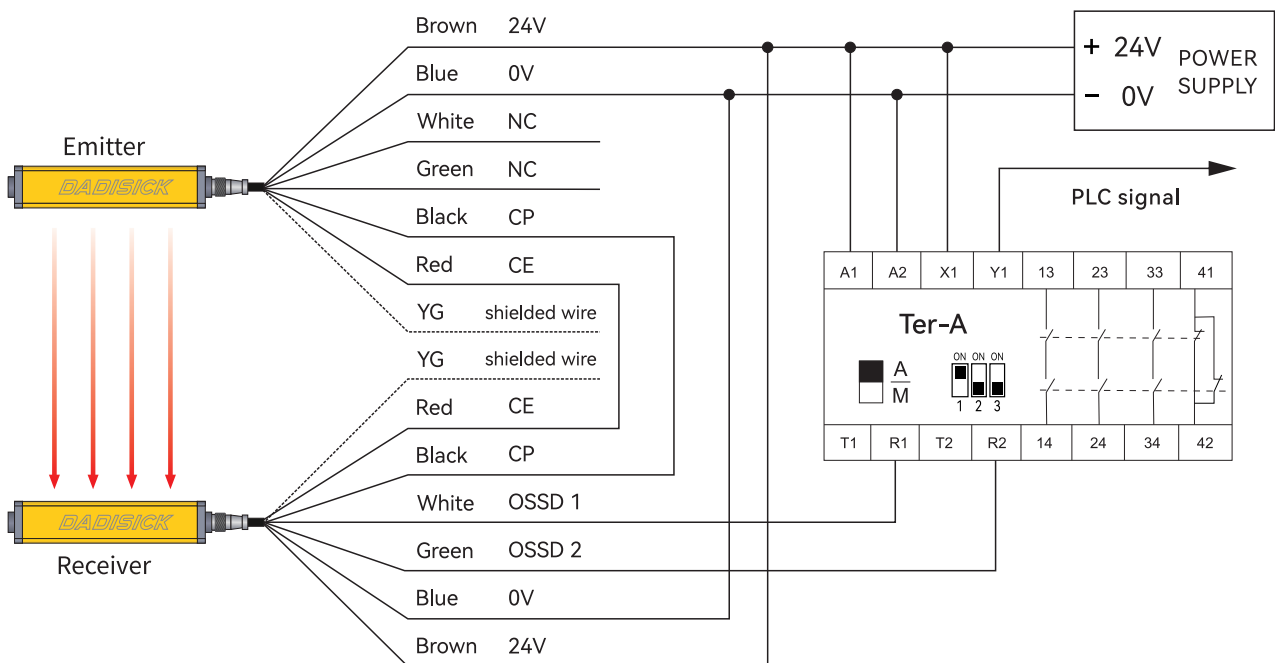 Brown 24V
Blue 0V
White NC
Green NC
Black CP
Red CE
YG shielded wire
YG shielded wire
Red CE
Black CP
White OSSD 1
Green OSSD 2
Blue 0V
Brown 24V
Emitter
DADISICK
DADISICK
Receiver
+ 24V
- 0V
POWER
SUPPLY
PLC signal
A1 A2 X1 Y1 13 23 33 41
Ter-A
A
M
ON ON ON
1 2 3
T1 R1 T2 R2 14 24 34 42